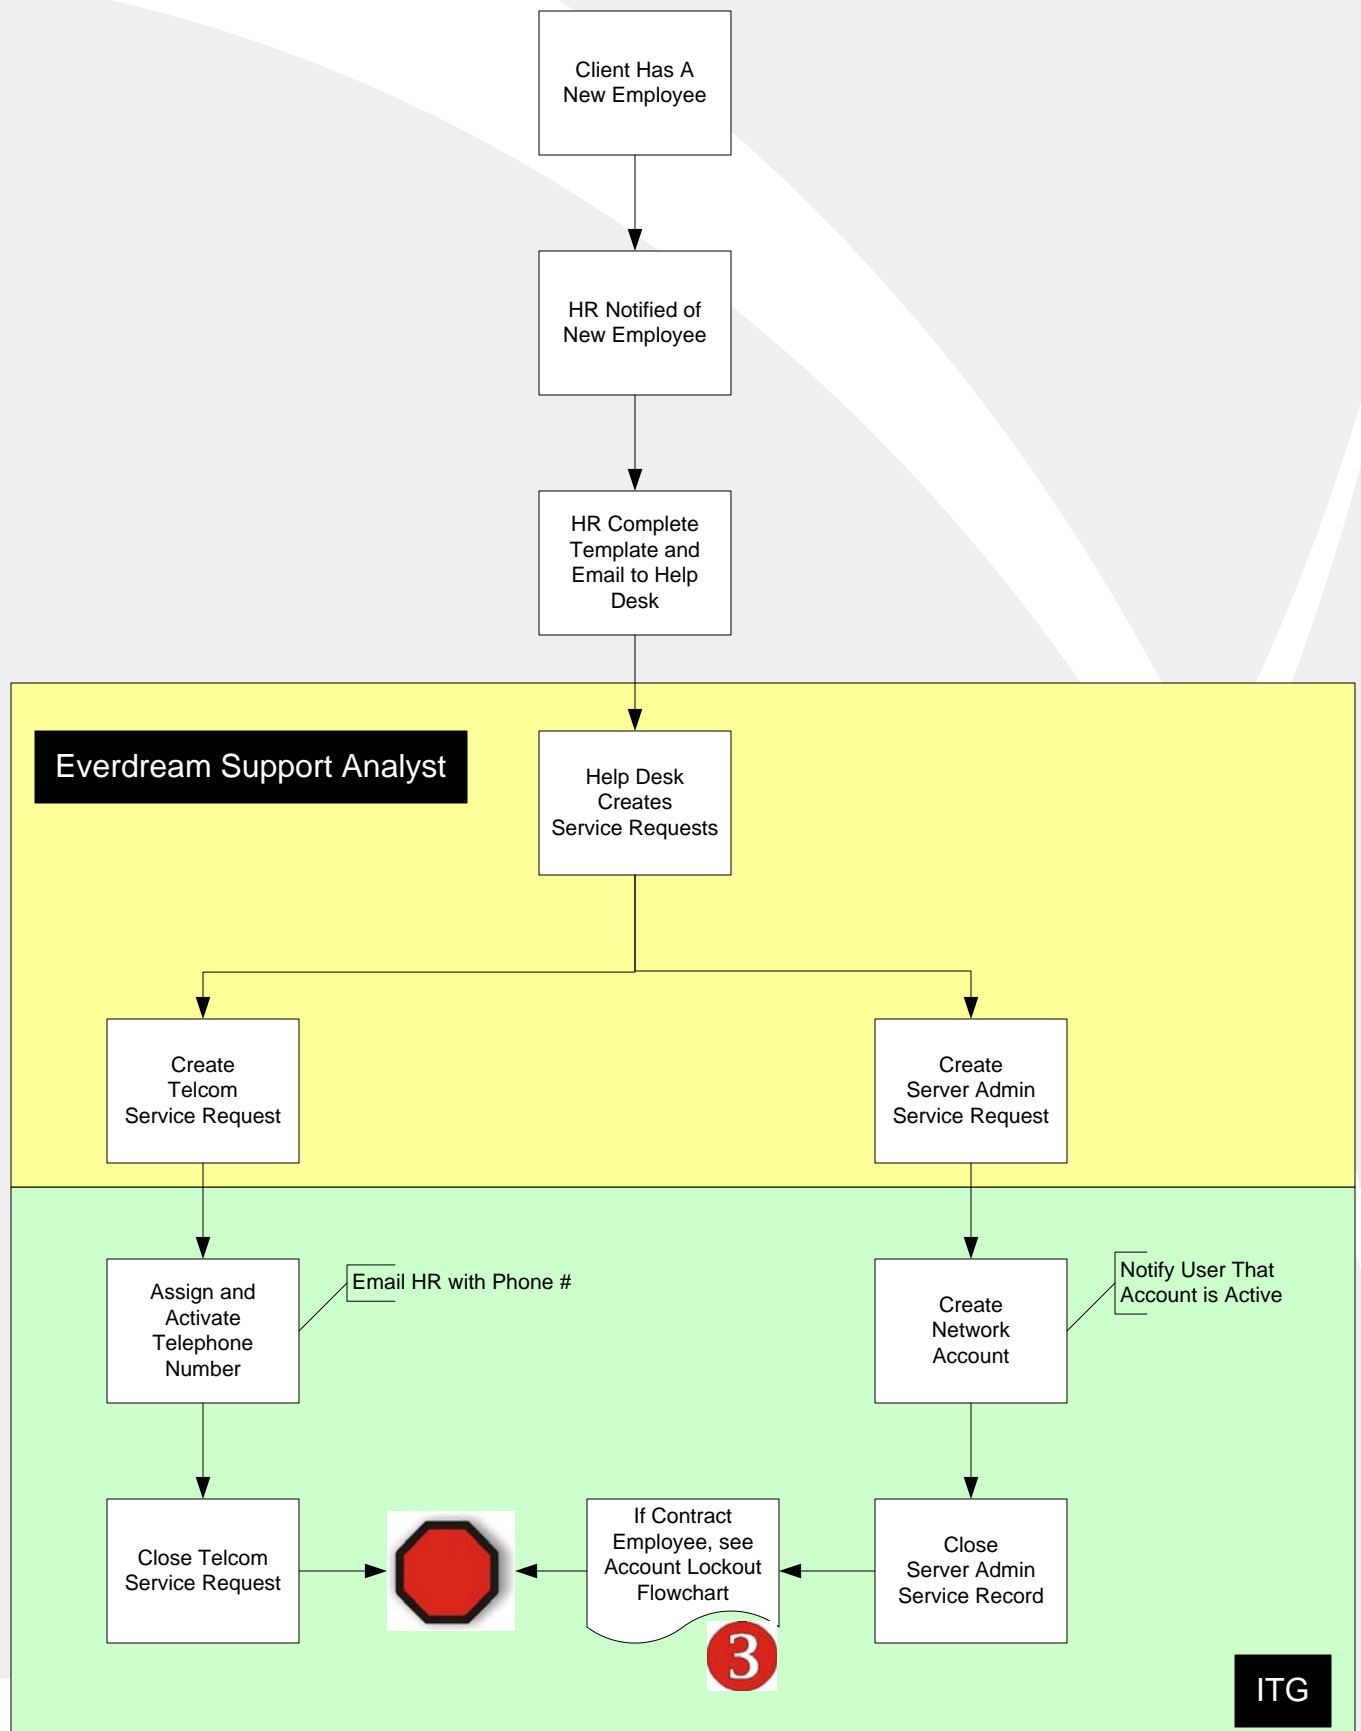 Client Has A
New Employee
HR Notified of
New Employee
HR Complete
Template and
Email to Help
Desk
Everdream Support Analyst
Help Desk
Creates
Service Requests
Create
Telcom
Service Request
Create
Server Admin
Service Request
Assign and
Activate
Telephone
Number
Email HR with Phone #
Create
Network
Account
Notify User That
Account is Active
Close Telcom
Service Request
If Contract
Employee, see
Account Lockout
Flowchart
3
Close
Server Admin
Service Record
ITG